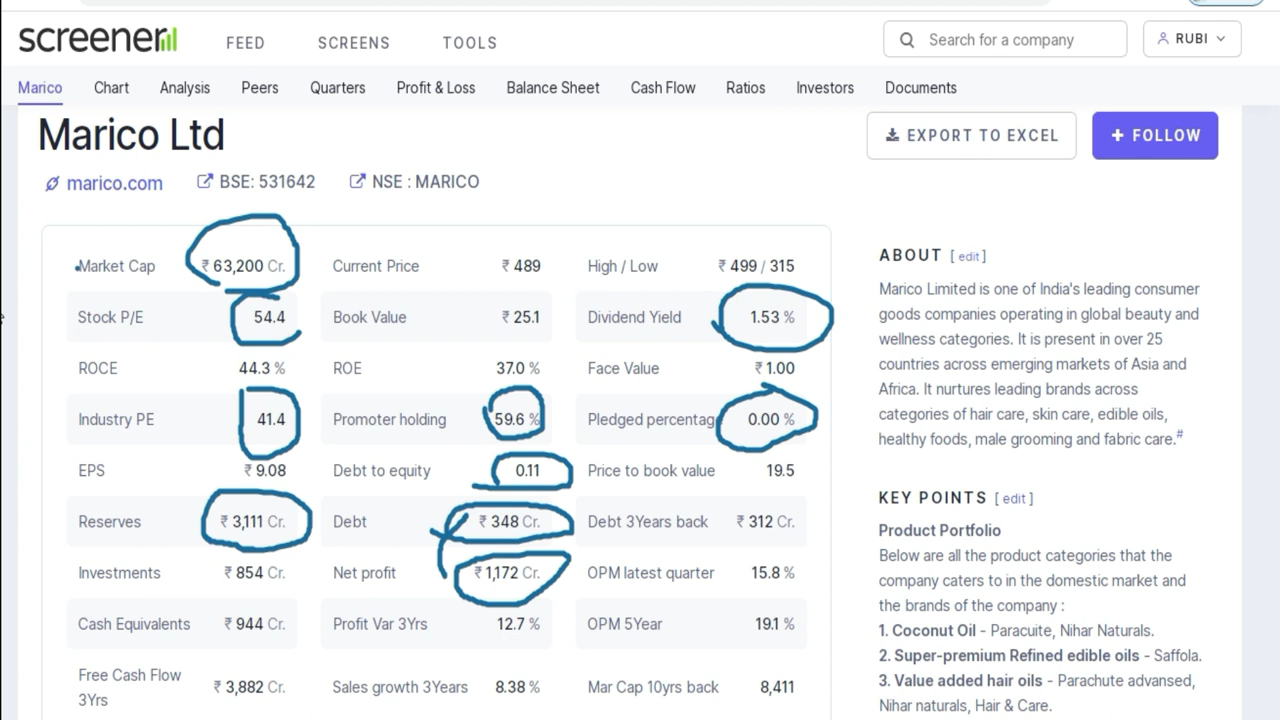 screener
FEED SCREENS TOOLS
Search for a company
RUBI
Marico Chart Analysis Peers Quarters Profit & Loss Balance Sheet Cash Flow Ratios Investors Documents
Marico Ltd
EXPORT TO EXCEL
+ FOLLOW
marico.com BSE: 531642 NSE : MARICO
Market Cap ₹ 63,200 Cr. Current Price ₹ 489 High / Low ₹ 499 / 315
Stock P/E 54.4 Book Value ₹ 25.1 Dividend Yield 1.53 %
ROCE 44.3 % ROE 37.0 % Face Value ₹ 1.00
Industry PE 41.4 Promoter holding 59.6 % Pledged percentage 0.00 %
EPS ₹ 9.08 Debt to equity 0.11 Price to book value 19.5
Reserves ₹ 3,111 Cr. Debt ₹ 348 Cr. Debt 3Years back ₹ 312 Cr.
Investments ₹ 854 Cr. Net profit ₹ 1,172 Cr. OPM latest quarter 15.8 %
Cash Equivalents ₹ 944 Cr. Profit Var 3Yrs 12.7 % OPM 5Year 19.1 %
Free Cash Flow
3Yrs ₹ 3,882 Cr. Sales growth 3Years 8.38 % Mar Cap 10yrs back 8,411
ABOUT [ edit ]
Marico Limited is one of India's leading consumer
goods companies operating in global beauty and
wellness categories. It is present in over 25
countries across emerging markets of Asia and
Africa. It nurtures leading brands across
categories of hair care, skin care, edible oils,
healthy foods, male grooming and fabric care.#
KEY POINTS [ edit ]
Product Portfolio
Below are all the product categories that the
company caters to in the domestic market and
the brands of the company :
1. Coconut Oil - Paracuite, Nihar Naturals.
2. Super-premium Refined edible oils - Saffola.
3. Value added hair oils - Parachute advansed,
Nihar naturals, Hair & Care.